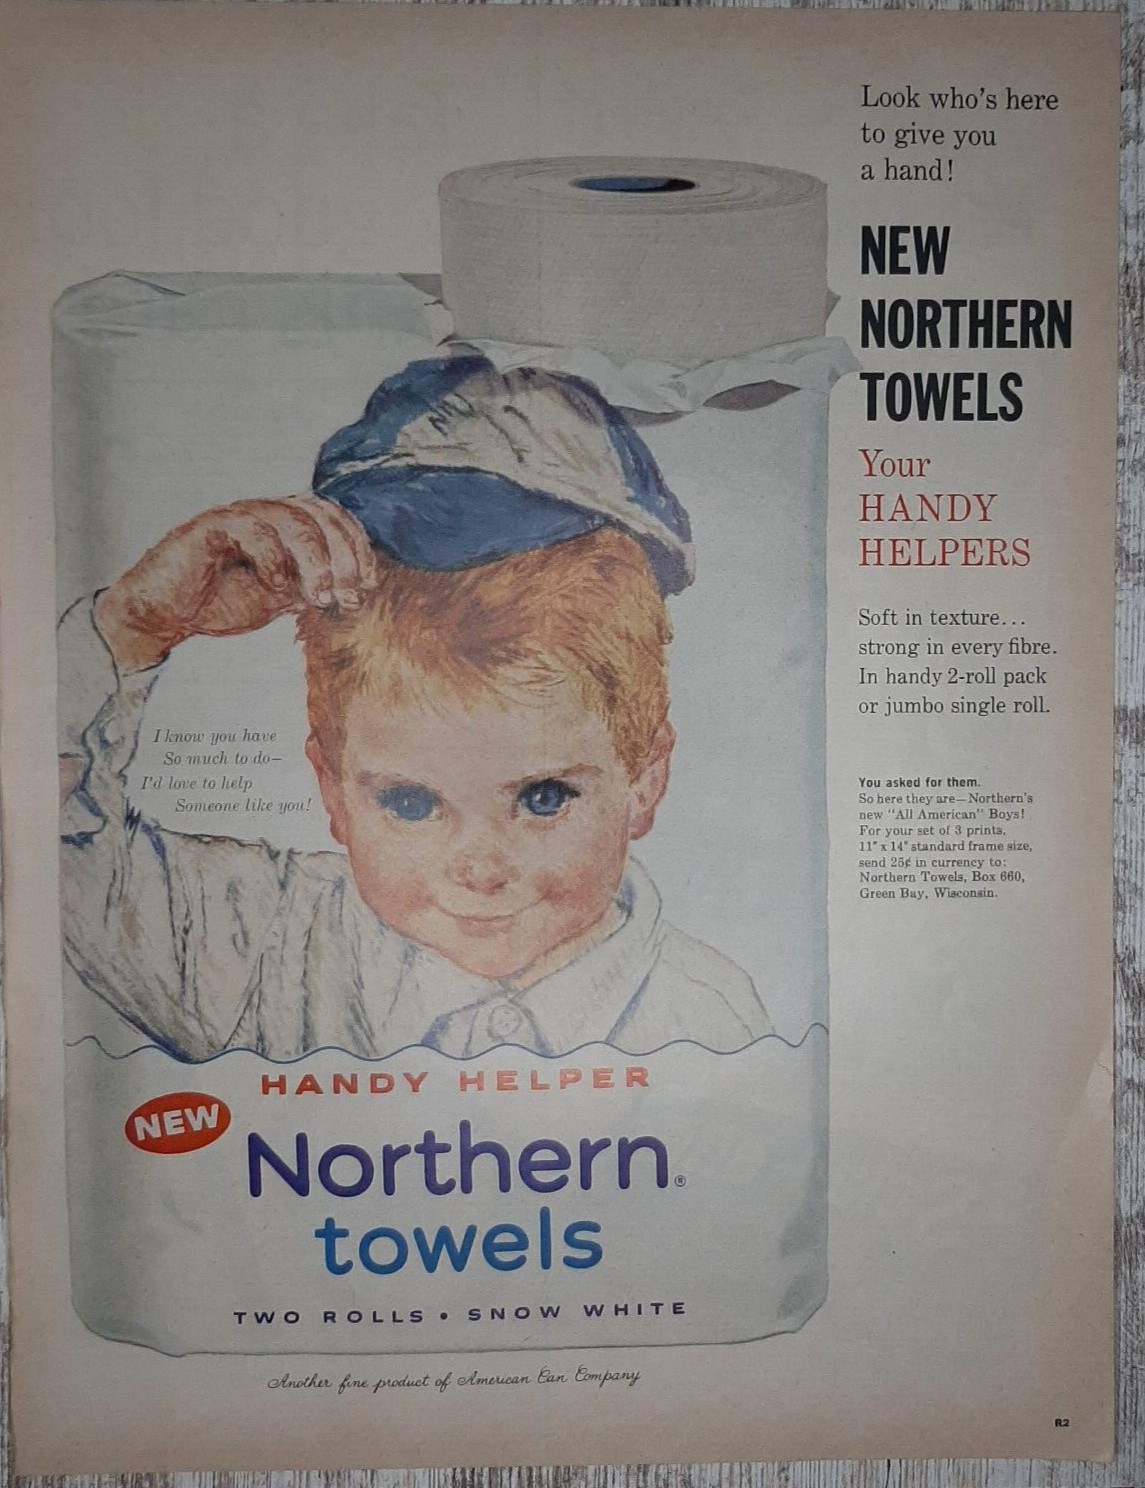 Look who's here
to give you
a hand!
NEW
NORTHERN
TOWELS
Your
HANDY
HELPERS
Soft in texture...
strong in every fibre.
In handy 2-roll pack
or jumbo single roll.
You asked for them.
So here they are—Northern's
new "All American" Boys!
For your set of 3 prints,
11" x 14" standard frame size,
send 25¢ in currency to:
Northern Towels, Box 660,
Green Bay, Wisconsin.
I know you have
So much to do—
I'd love to help
Someone like you!
HANDY HELPER
NEW
Northern®
towels
TWO ROLLS • SNOW WHITE
Another fine product of American Can Company
R2